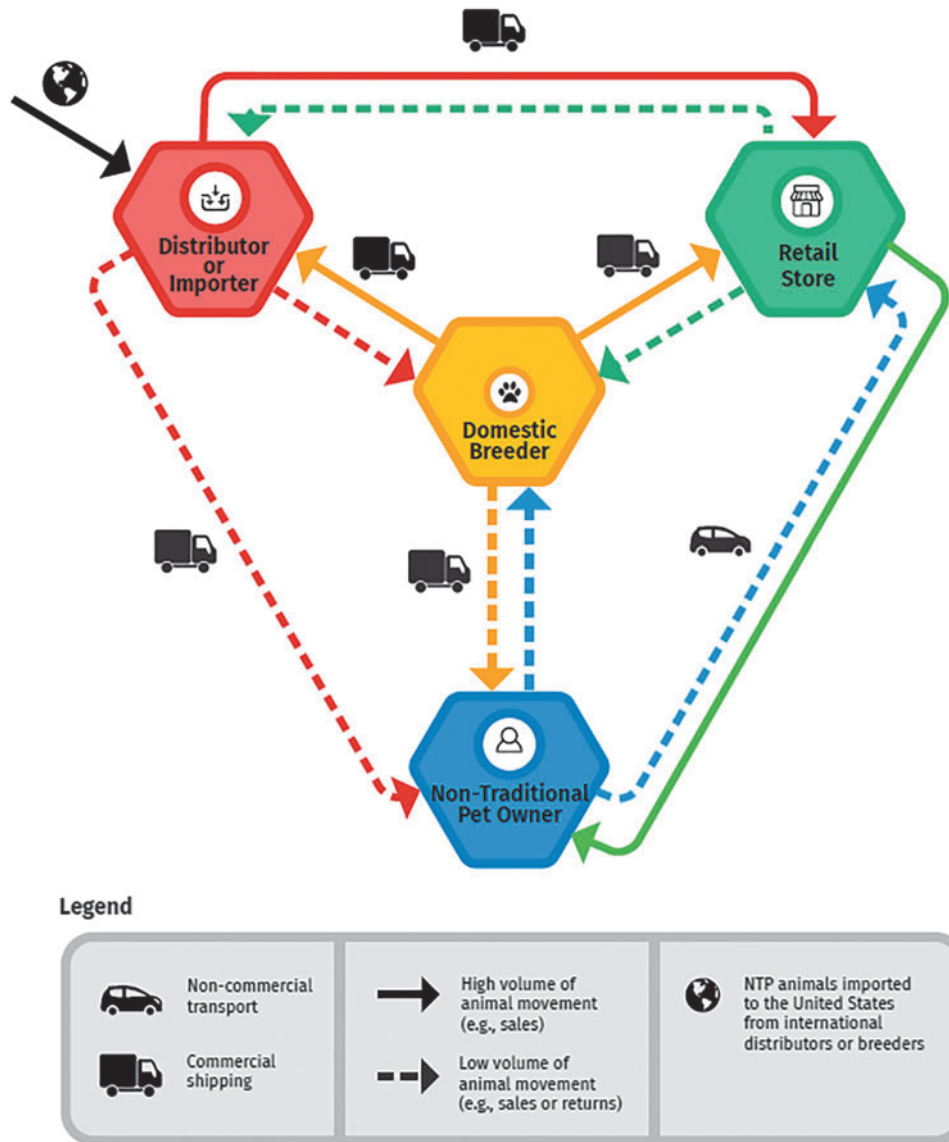 Distributor
or
Importer
Retail
Store
Domestic
Breeder
Non-Traditional
Pet Owner
Legend
Non-commercial
transport
Commercial
shipping
High volume of
animal movement
(e.g., sales)
Low volume of
animal movement
(e.g., sales or returns)
NTP animals imported
to the United States
from international
distributors or breeders